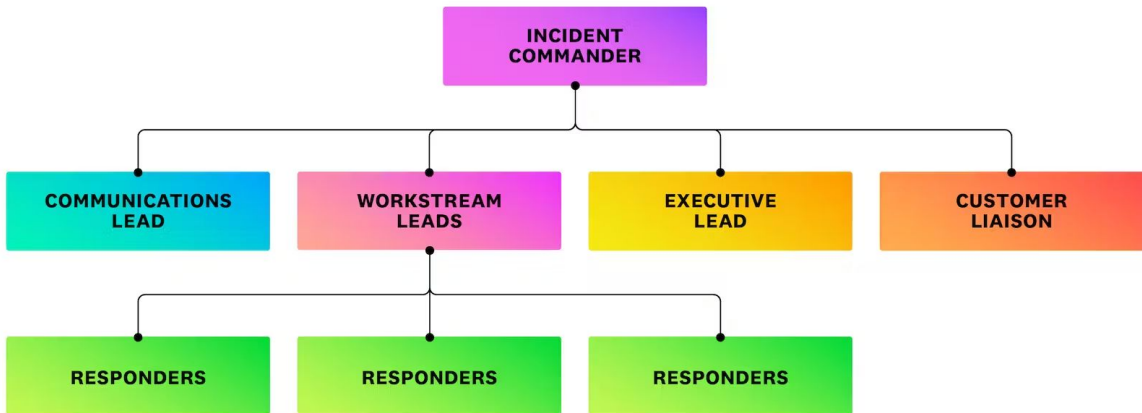 INCIDENT
COMMANDER
COMMUNICATIONS
LEAD
WORKSTREAM
LEADS
EXECUTIVE
LEAD
CUSTOMER
LIAISON
RESPONDERS
RESPONDERS
RESPONDERS